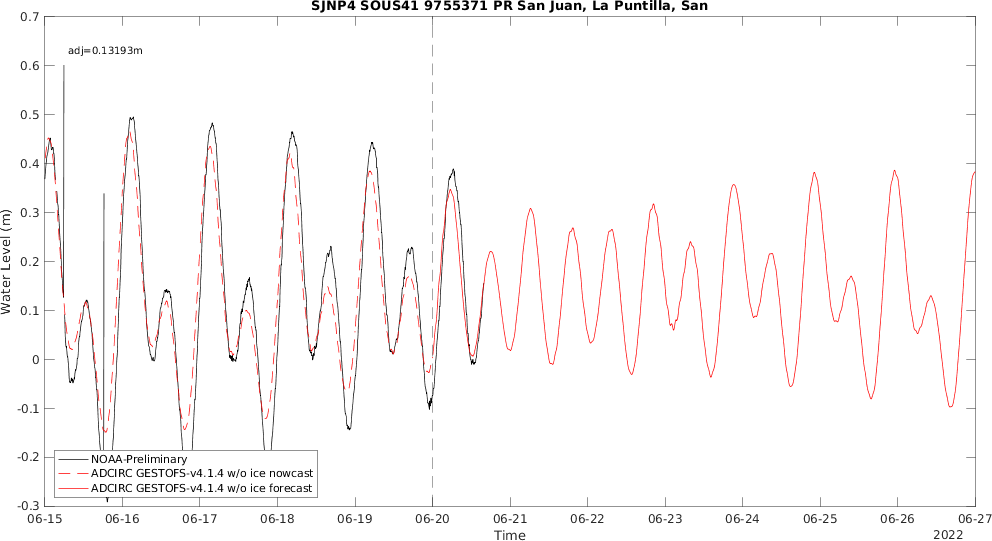 SJNP4 SOUS41 9755371 PR San Juan, La Puntilla, San
adj=0.13193m
Water Level (m)
0.7
0.6
0.5
0.4
0.3
0.2
0.1
0
-0.1
-0.2
-0.3
NOAA-Preliminary
ADCIRC GESTOFS-v4.1.4 w/o ice nowcast
ADCIRC GESTOFS-v4.1.4 w/o ice forecast
06-15 06-16 06-17 06-18 06-19 06-20 06-21 06-22 06-23 06-24 06-25 06-26 06-27
Time
2022